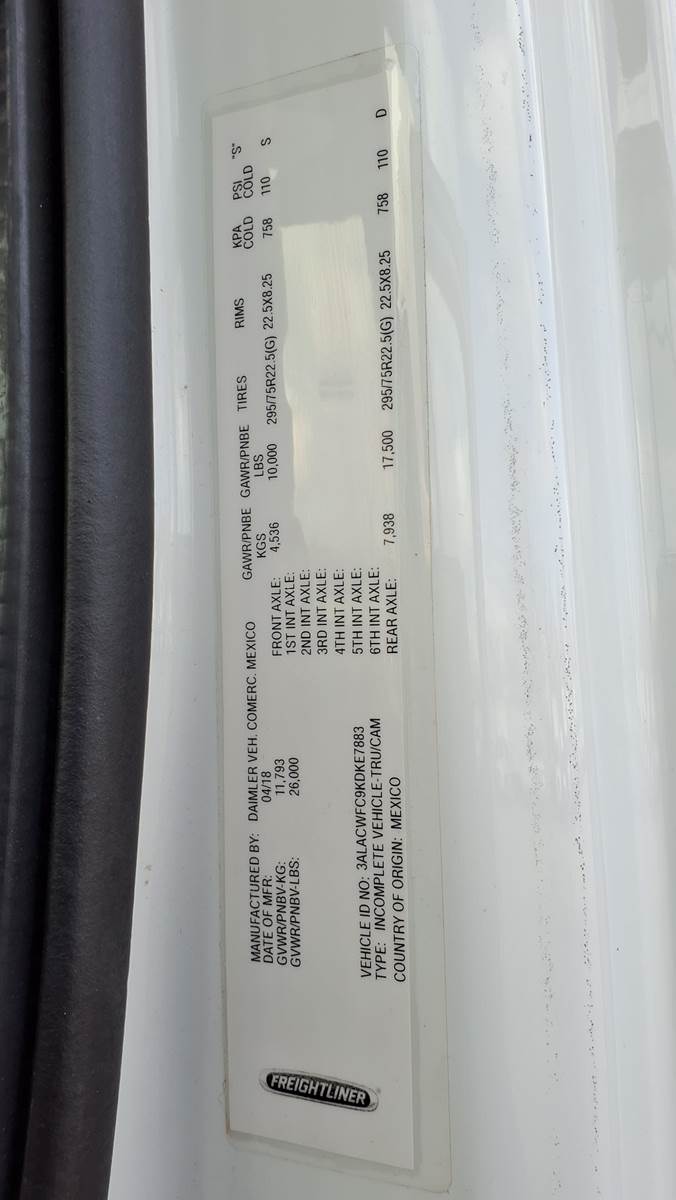 FREIGHTLINER
MANUFACTURED BY: DAIMLER VEH. COMERC. MEXICO
DATE OF MFR: 04/18
GVWR/PNBV-KG: 11,793
GVWR/PNBV-LBS: 26,000
VEHICLE ID NO: 3ALACWFC9KDKE7883
TYPE: INCOMPLETE VEHICLE-TRU/CAM
COUNTRY OF ORIGIN: MEXICO
GAWR/PNBE GAWR/PNBE TIRES RIMS KPA PSI "S"
KGS LBS COLD COLD
FRONT AXLE: 4,536 10,000 295/75R22.5(G) 22.5X8.25 758 110 S
1ST INT AXLE:
2ND INT AXLE:
3RD INT AXLE:
4TH INT AXLE:
5TH INT AXLE:
6TH INT AXLE:
REAR AXLE: 7,938 17,500 295/75R22.5(G) 22.5X8.25 758 110 D